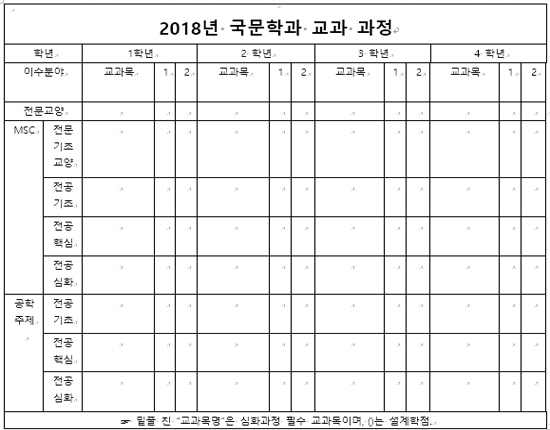 2018년 국문학과 교과 과정
학년 1학년 2 학년 3 학년 4 학년
이수분야 교과목 1 2 교과목 1 2 교과목 1 2 교과목 1 2
전문교양
MSC 전문
기초
교양
전공
기초
전공
핵심
전공
심화
공학 전공
주제 기초
전공
핵심
전공
심화
☞ 밑줄 친 "교과목명"은 심화과정 필수 교과목이며, ()는 설계학점.